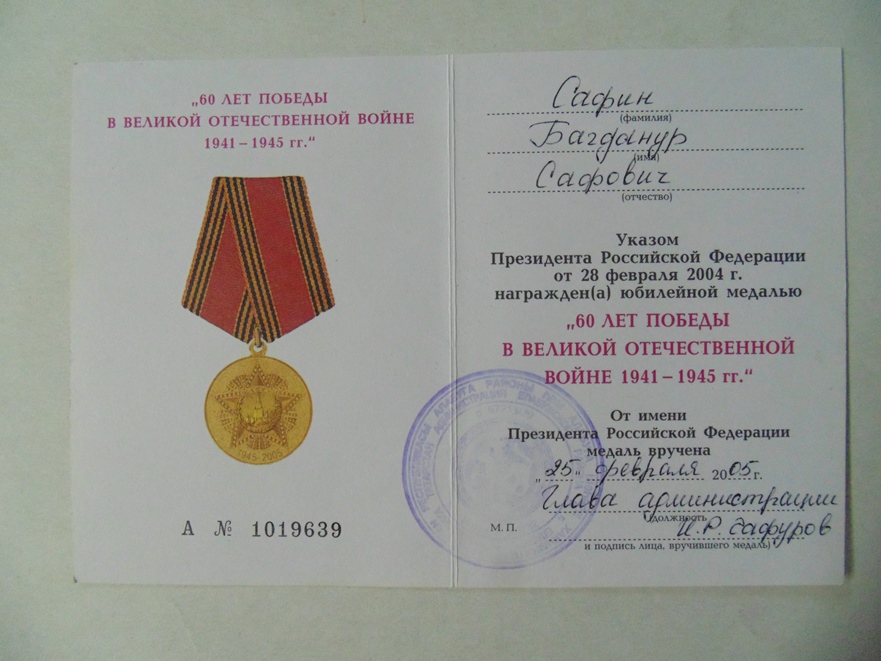 „60 ЛЕТ ПОБЕДЫ
В ВЕЛИКОЙ ОТЕЧЕСТВЕННОЙ ВОЙНЕ
1941 – 1945 гг.“
1945-2005
А № 1019639
Сафин
(фамилия)
Багданур
(имя)
Сафович
(отчество)
Указом
Президента Российской Федерации
от 28 февраля 2004 г.
награжден(а) юбилейной медалью
„60 ЛЕТ ПОБЕДЫ
В ВЕЛИКОЙ ОТЕЧЕСТВЕННОЙ
ВОЙНЕ 1941 – 1945 гг.“
От имени
Президента Российской Федерации
медаль вручена
„25“ февраля 2005 г.
Глава администрации
(должность
И.Р. Гафуров
М. П.
и подпись лица, вручившего медаль)